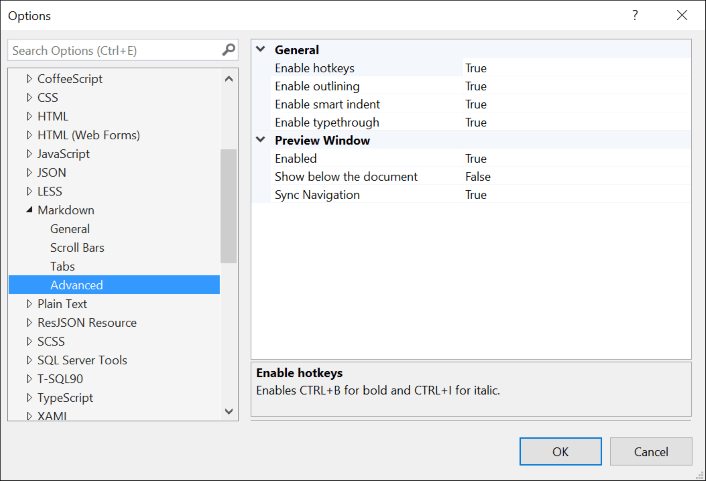 Options
?
Search Options (Ctrl+E)
CoffeeScript
CSS
HTML
HTML (Web Forms)
JavaScript
JSON
LESS
Markdown
General
Scroll Bars
Tabs
Advanced
Plain Text
ResJSON Resource
SCSS
SQL Server Tools
T-SQL90
TypeScript
XAML
General
Enable hotkeys True
Enable outlining True
Enable smart indent True
Enable typethrough True
Preview Window
Enabled True
Show below the document False
Sync Navigation True
Enable hotkeys
Enables CTRL+B for bold and CTRL+I for italic.
OK Cancel